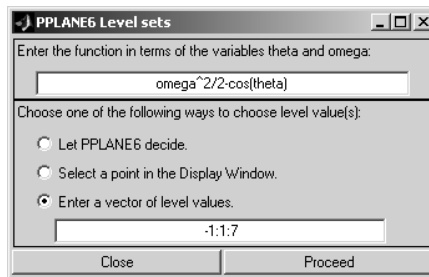 PPLANE6 Level sets
Enter the function in terms of the variables theta and omega:
omega^2/2-cos(theta)
Choose one of the following ways to choose level value(s):
Let PPLANE6 decide.
Select a point in the Display Window.
Enter a vector of level values.
-1:1:7
Close Proceed